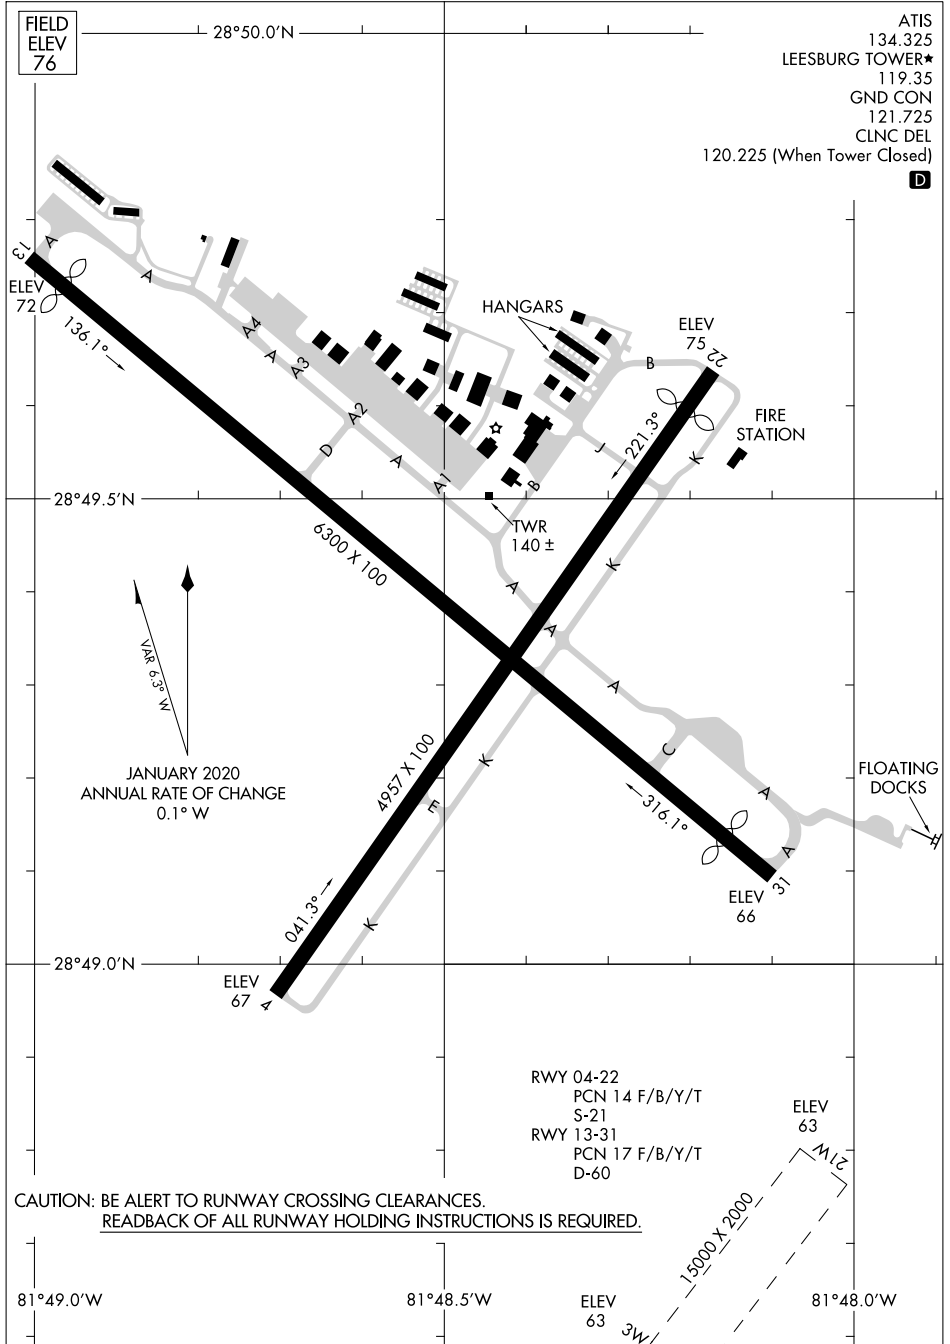 FIELD
ELEV
76
28°50.0'N
ATIS
134.325
LEESBURG TOWER★
119.35
GND CON
121.725
CLNC DEL
120.225 (When Tower Closed)
D
13
A
ELEV
72
A
136.1°
A4
A
A3
A2
D
A
A1
HANGARS
ELEV
75
22
B
221.3°
FIRE
STATION
J
K
B
28°49.5'N
TWR
140 ±
6300 X 100
K
A
A
A
VAR 6.3° W
JANUARY 2020
ANNUAL RATE OF CHANGE
0.1° W
4957 X 100
K
C
E
316.1°
A
FLOATING
DOCKS
A
31
ELEV
66
041.3°
K
28°49.0'N
ELEV
67
4
RWY 04-22
PCN 14 F/B/Y/T
S-21
RWY 13-31
PCN 17 F/B/Y/T
D-60
ELEV
63
21W
CAUTION: BE ALERT TO RUNWAY CROSSING CLEARANCES.
READBACK OF ALL RUNWAY HOLDING INSTRUCTIONS IS REQUIRED.
15000 X 2000
81°49.0'W
81°48.5'W
81°48.0'W
ELEV
63
3W